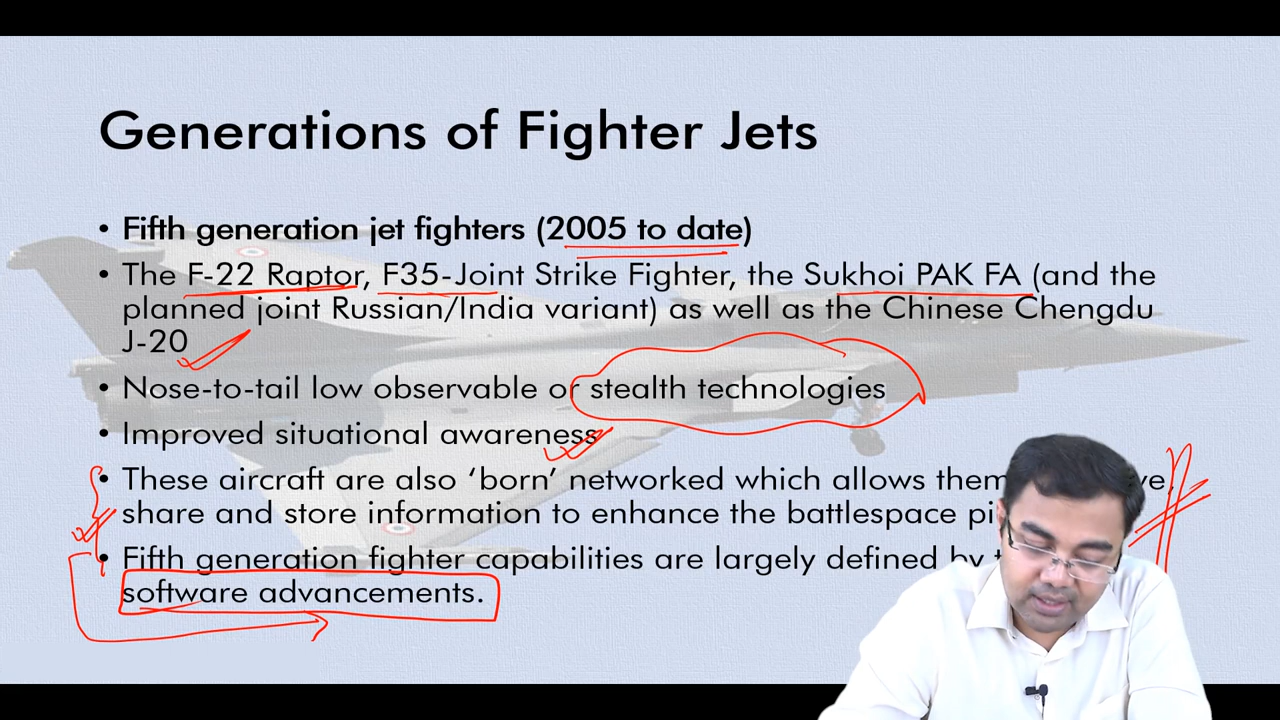 Generations of Fighter Jets
• Fifth generation jet fighters (2005 to date)
• The F-22 Raptor, F35-Joint Strike Fighter, the Sukhoi PAK FA (and the
planned joint Russian/India variant) as well as the Chinese Chengdu
J-20
• Nose-to-tail low observable or stealth technologies
• Improved situational awareness
• These aircraft are also ‘born’ networked which allows them
share and store information to enhance the battlespace
• Fifth generation fighter capabilities are largely defined by
software advancements.